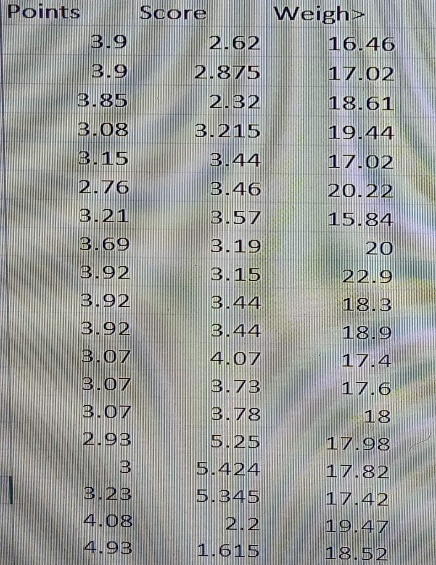 Points Score Weigh>
3.9 2.62 16.46
3.9 2.875 17.02
3.85 2.32 18.61
3.08 3.215 19.44
3.15 3.44 17.02
2.76 3.46 20.22
3.21 3.57 15.84
3.69 3.19 20
3.92 3.15 22.9
3.92 3.44 18.3
3.92 3.44 18.9
3.07 4.07 17.4
3.07 3.73 17.6
3.07 3.78 18
2.93 5.25 17.98
3 5.424 17.82
3.23 5.345 17.42
4.08 2.2 19.47
4.93 1.615 18.52